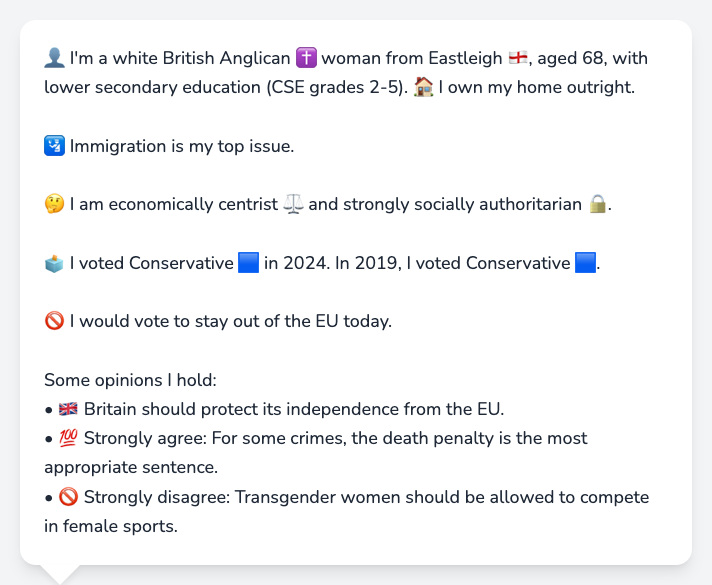 👤 I'm a white British Anglican ✝️ woman from Eastleigh 🏴󠁧󠁢󠁥󠁮󠁧󠁿, aged 68, with
lower secondary education (CSE grades 2-5). 🏠 I own my home outright.
🛂 Immigration is my top issue.
🤔 I am economically centrist ⚖️ and strongly socially authoritarian 🔒.
🗳️ I voted Conservative 🟦 in 2024. In 2019, I voted Conservative 🟦.
🚫 I would vote to stay out of the EU today.
Some opinions I hold:
• 🇬🇧 Britain should protect its independence from the EU.
• 💯 Strongly agree: For some crimes, the death penalty is the most
appropriate sentence.
• 🚫 Strongly disagree: Transgender women should be allowed to compete
in female sports.